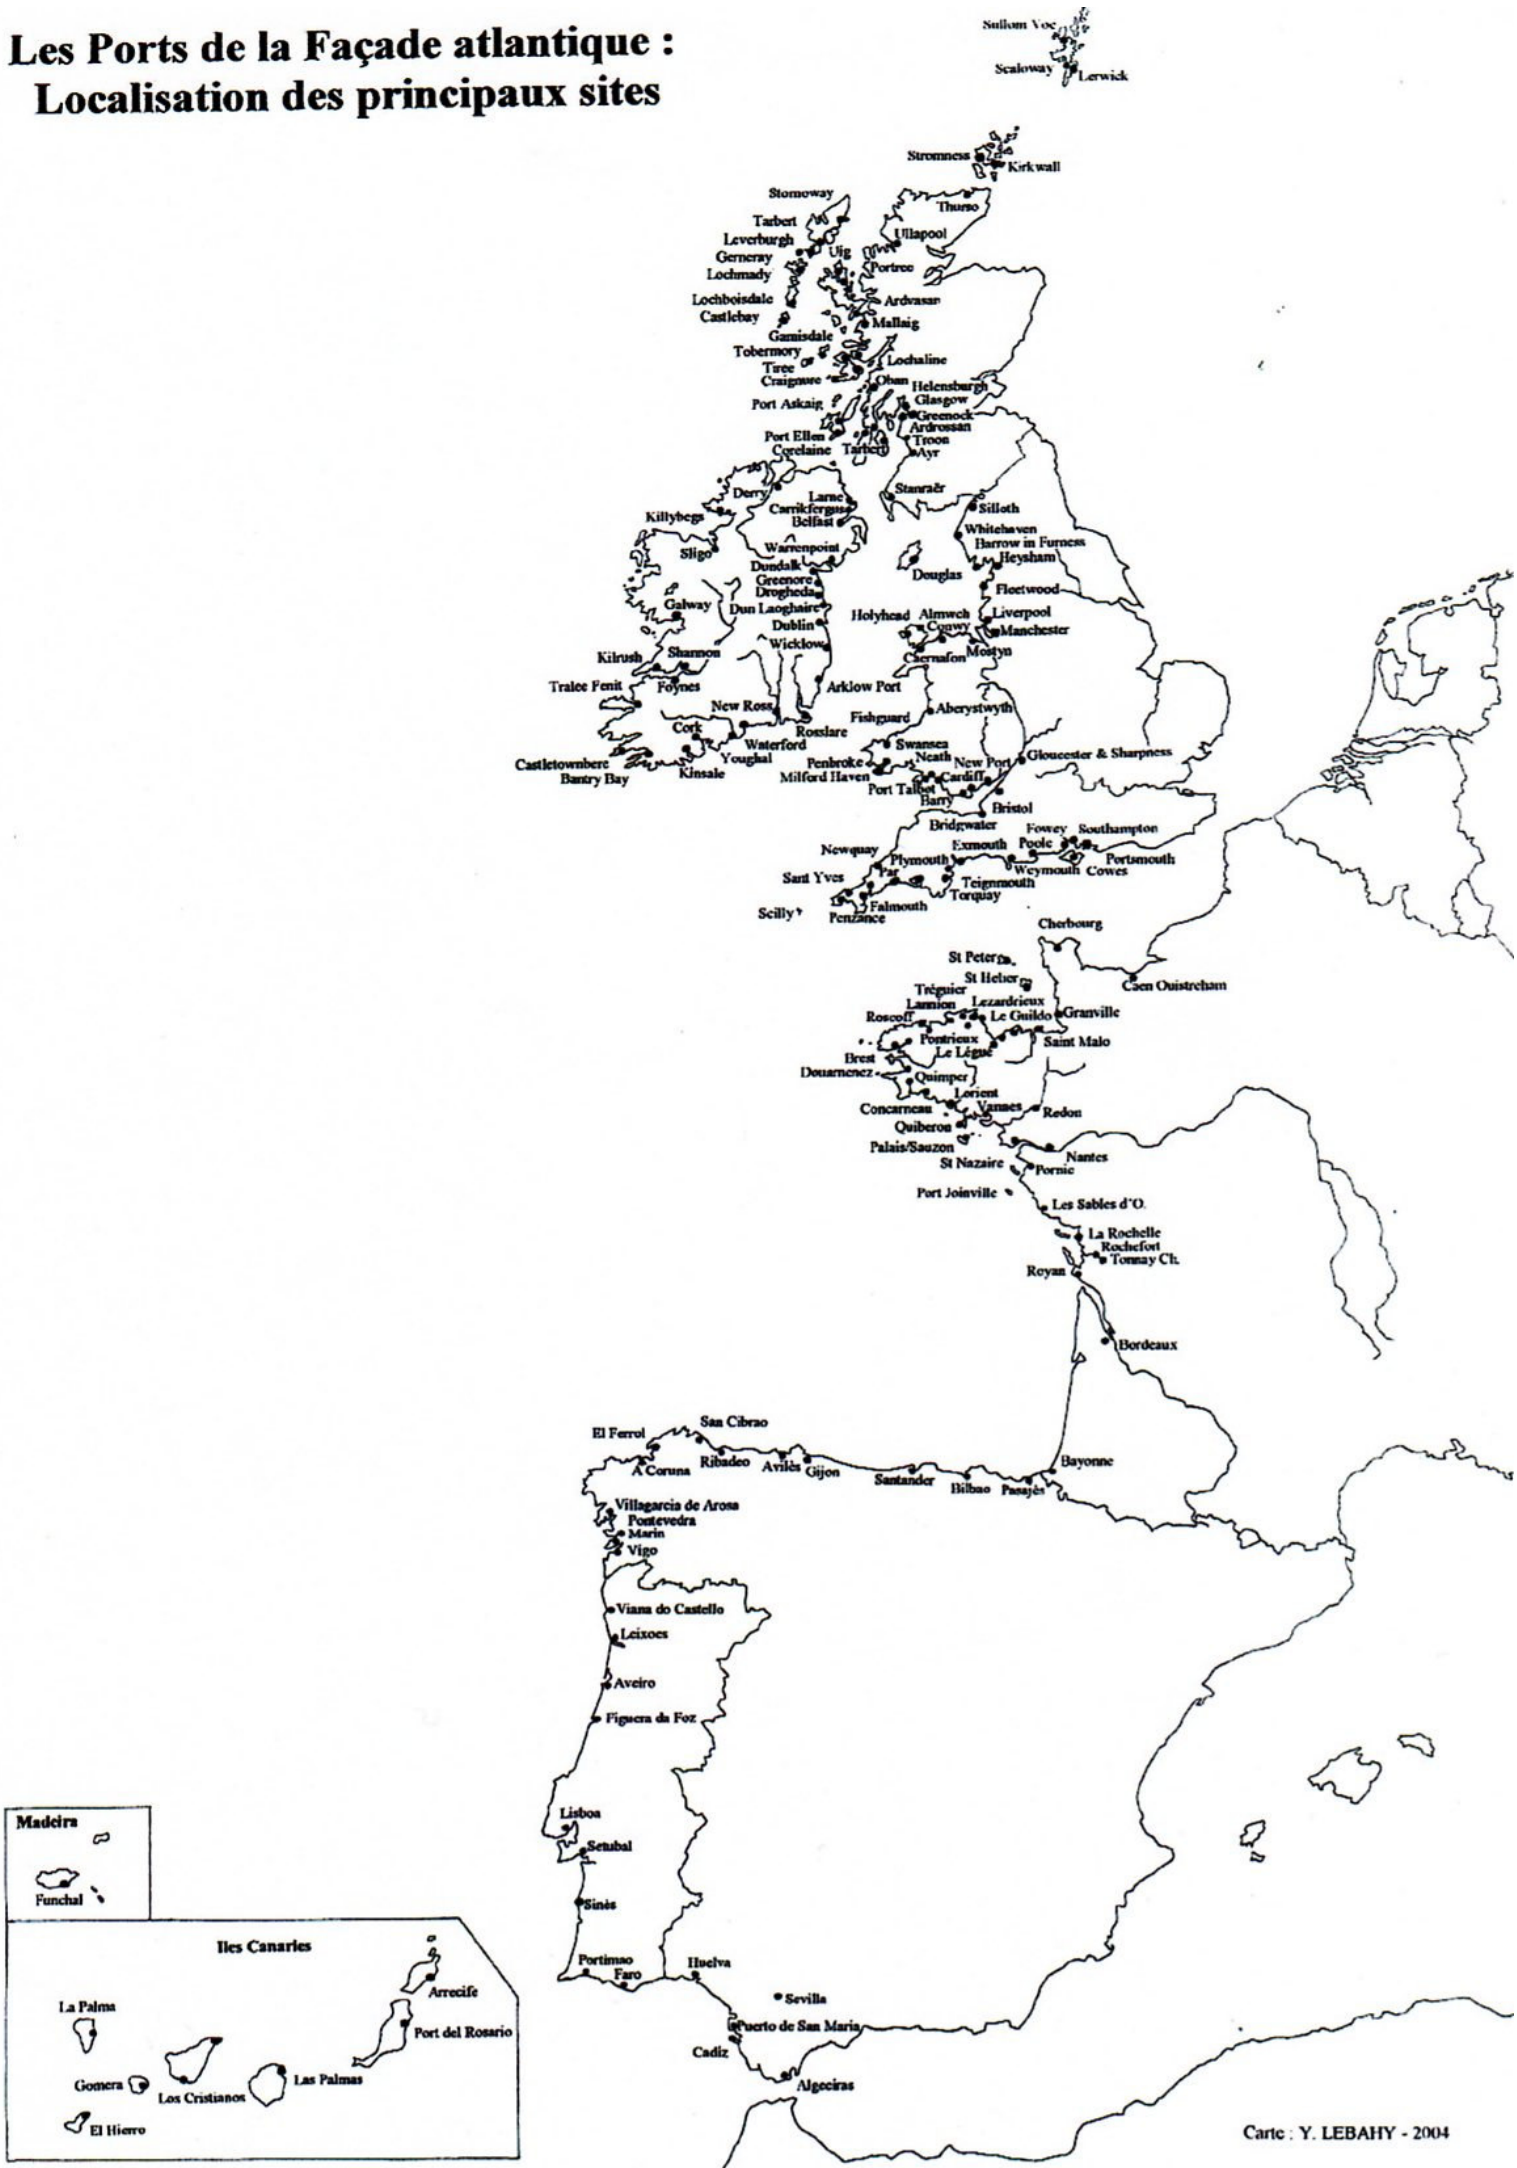 Les Ports de la Façade atlantique :
Localisation des principaux sites
Sullom Voe
Scaloway
Lerwick
Stromness
Kirkwall
Stornoway
Thurso
Tarbert
Ullapool
Leverburgh
Uig
Gerneray
Portree
Lochmady
Lochboisdale
Ardvasar
Castlebay
Mallaig
Gamisdale
Tobermory
Lochaline
Tiree
Craignure
Oban
Helensburgh
Port Askaig
Glasgow
Greenock
Ardrossan
Port Ellen
Troon
Corelaine
Tarbert
Ayr
Derry
Larne
Stanraër
Carrikfergus
Silloth
Killybegs
Belfast
Whitehaven
Barrow in Furness
Sligo
Warrenpoint
Heysham
Dundalk
Douglas
Greenore
Fleetwood
Drogheda
Galway
Dun Laoghaire
Holyhead
Almwch
Liverpool
Dublin
Conwy
Manchester
Wicklow
Caernafon
Mostyn
Kilrush
Shannon
Tralee Fenit
Foynes
Arklow Port
New Ross
Fishguard
Aberystwyth
Cork
Rosslare
Waterford
Swansea
Castletownbere
Youghal
Penbroke
Neath
New Port
Gloucester & Sharpness
Bantry Bay
Kinsale
Milford Haven
Cardiff
Port Talbot
Barry
Bristol
Bridgwater
Fowey
Southampton
Newquay
Plymouth
Exmouth
Poole
Portsmouth
Par
Weymouth
Cowes
Sant Yves
Teignmouth
Torquay
Scilly
Penzance
Falmouth
Cherbourg
St Peter
St Helier
Caen Ouistreham
Tréguier
Lannion
Lezardrieux
Roscoff
Le Guildo
Granville
Pontrieux
Saint Malo
Brest
Le Légué
Douarnenez
Quimper
Lorient
Concarneau
Vannes
Redon
Quiberon
Palais/Sauzon
Nantes
St Nazaire
Pornic
Port Joinville
Les Sables d'O.
La Rochelle
Rochefort
Tonnay Ch.
Royan
Bordeaux
San Cibrao
El Ferrol
A Coruna
Ribadeo
Avilès
Gijon
Santander
Bilbao
Pasajès
Bayonne
Villagarcia de Arosa
Pontevedra
Marin
Vigo
Viana do Castello
Leixoes
Aveiro
Figuera da Foz
Lisboa
Setubal
Sinès
Portimao
Faro
Huelva
Sevilla
Puerto de San Maria
Cadiz
Algeciras
Madeira
Funchal
Iles Canaries
Arrecife
La Palma
Port del Rosario
Gomera
Los Cristianos
Las Palmas
El Hierro
Carte : Y. LEBAHY - 2004